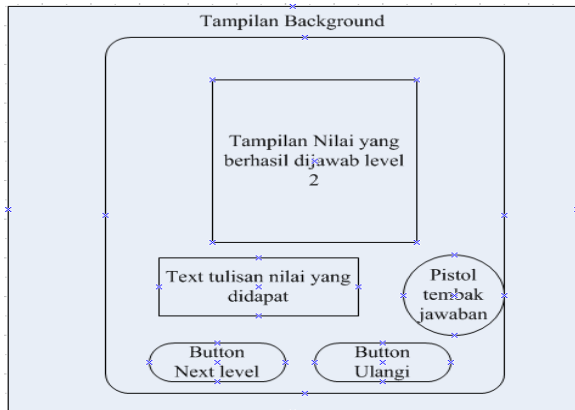 Tampilan Background
Tampilan Nilai yang
berhasil dijawab level
2
Text tulisan nilai yang
didapat
Pistol
tembak
jawaban
Button
Next level
Button
Ulangi